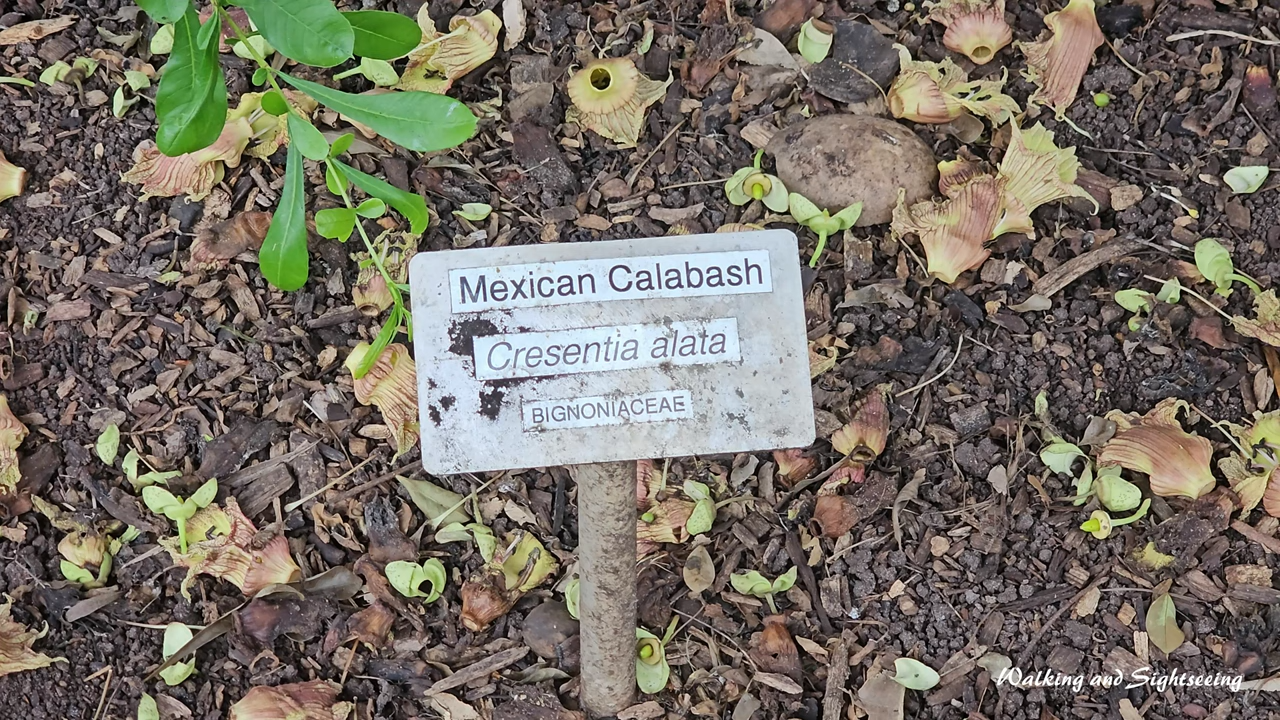 Mexican Calabash
Cresentia alata
BIGNONIACEAE
Walking and Sightseeing